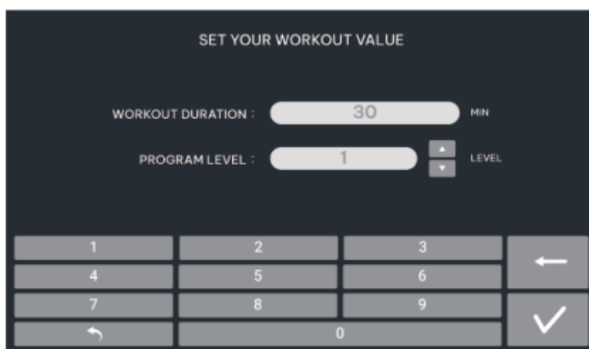 SET YOUR WORKOUT VALUE
WORKOUT DURATION : 30 MIN
PROGRAM LEVEL : 1 LEVEL
1 2 3
4 5 6
7 8 9
0